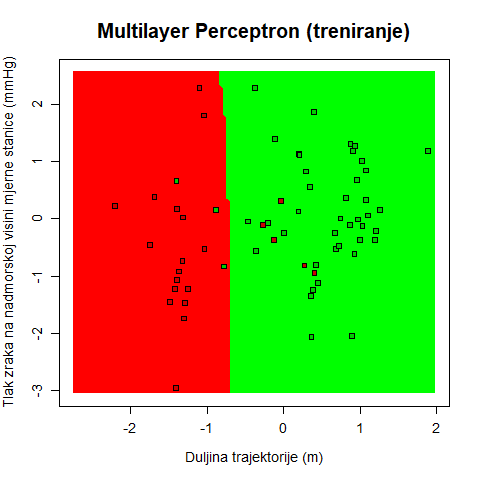 Multilayer Perceptron (treniranje)
Tlak zraka na nadmorskoj visini mjerne stanice (mmHg)
2
1
0
-1
-2
-3
-2 -1 0 1 2
Duljina trajektorije (m)